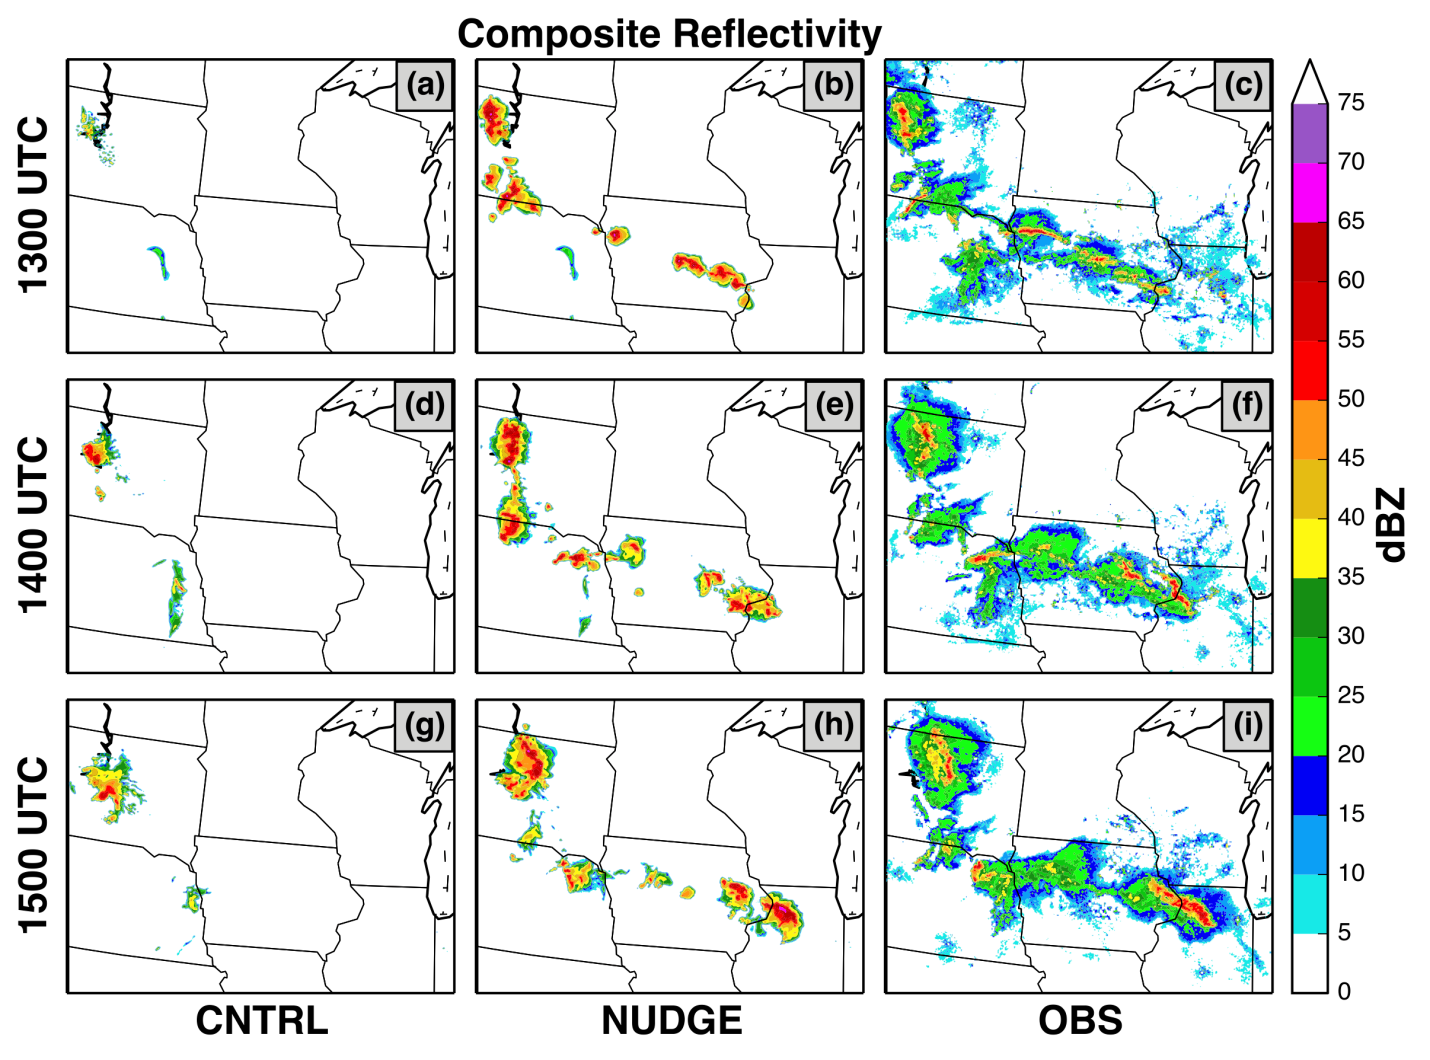 Composite Reflectivity
1300 UTC
(a)
(b)
(c)
1400 UTC
(d)
(e)
(f)
1500 UTC
(g)
(h)
(i)
CNTRL
NUDGE
OBS
75
70
65
60
55
50
45
40
35
30
25
20
15
10
5
0
dBZ